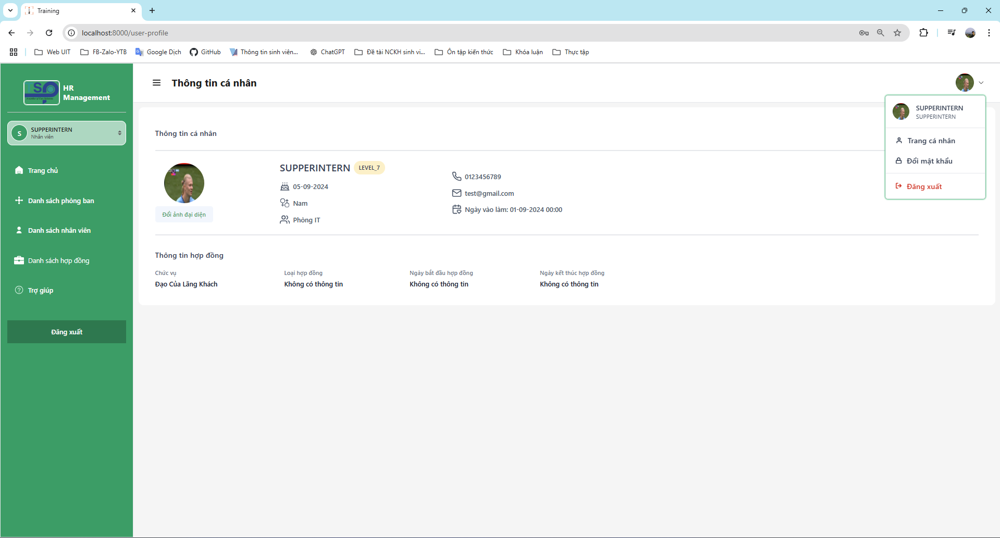 Training
localhost:8000/user-profile
Web UIT
FB-Zalo-YTB
Google Dịch
GitHub
Thông tin sinh viên...
ChatGPT
Đề tài NCKH sinh vi...
Ôn tập kiến thức
Khóa luận
Thực tập
HR
Management
S
SUPPERINTERN
Nhân viên
Trang chủ
Danh sách phòng ban
Danh sách nhân viên
Danh sách hợp đồng
Trợ giúp
Đăng xuất
Thông tin cá nhân
SUPPERINTERN
SUPPERINTERN
Trang cá nhân
Đổi mật khẩu
Đăng xuất
Thông tin cá nhân
Đổi ảnh đại diện
SUPPERINTERN LEVEL_7
05-09-2024
Nam
Phòng IT
0123456789
test@gmail.com
Ngày vào làm: 01-09-2024 00:00
Thông tin hợp đồng
Chức vụ
Đạo Của Lãng Khách
Loại hợp đồng
Không có thông tin
Ngày bắt đầu hợp đồng
Không có thông tin
Ngày kết thúc hợp đồng
Không có thông tin